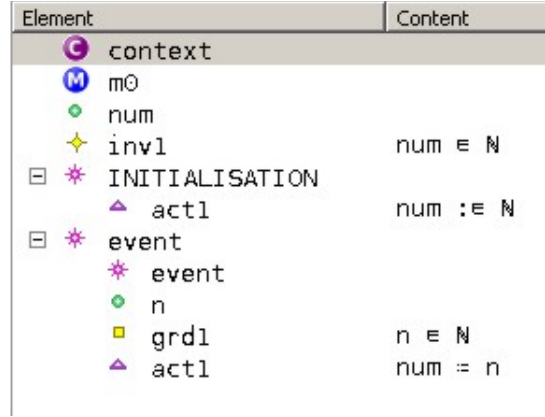 Element Content
context
m0
num
inv1 num ∈ ℕ
INITIALISATION
act1 num :∈ ℕ
event
event
n
grd1 n ∈ ℕ
act1 num ≔ n